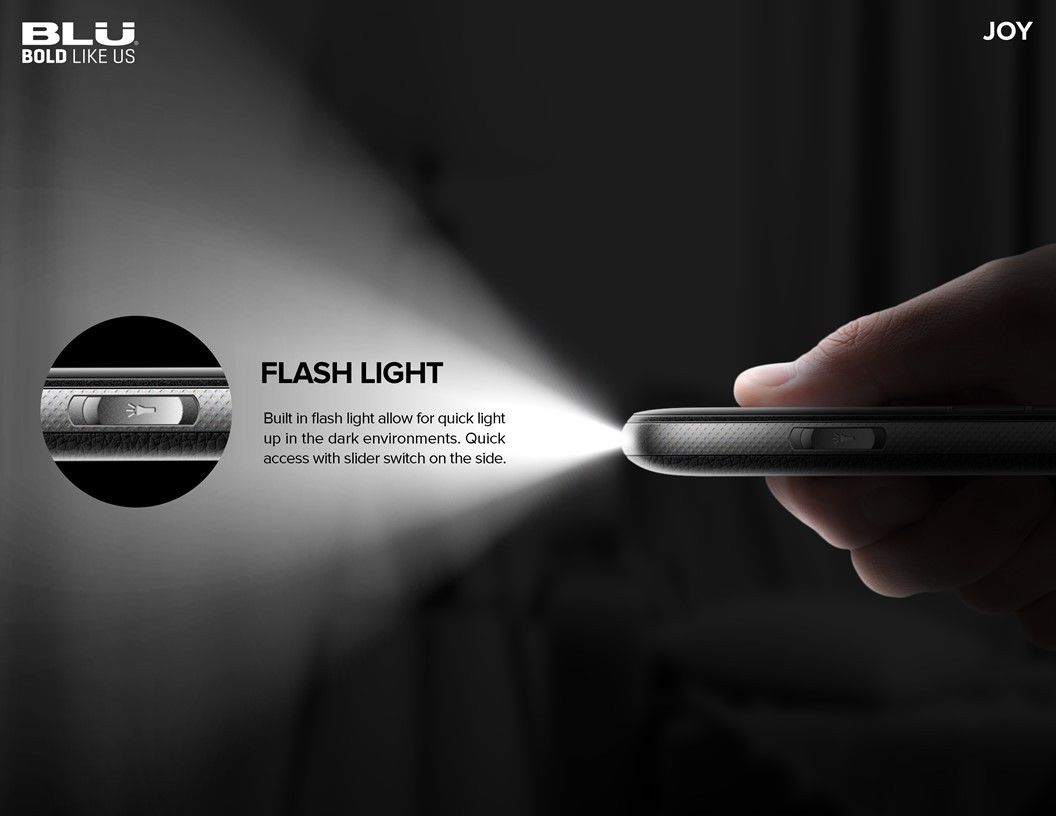 BLU
BOLD LIKE US
JOY
FLASH LIGHT
Built in flash light allow for quick light
up in the dark environments. Quick
access with slider switch on the side.